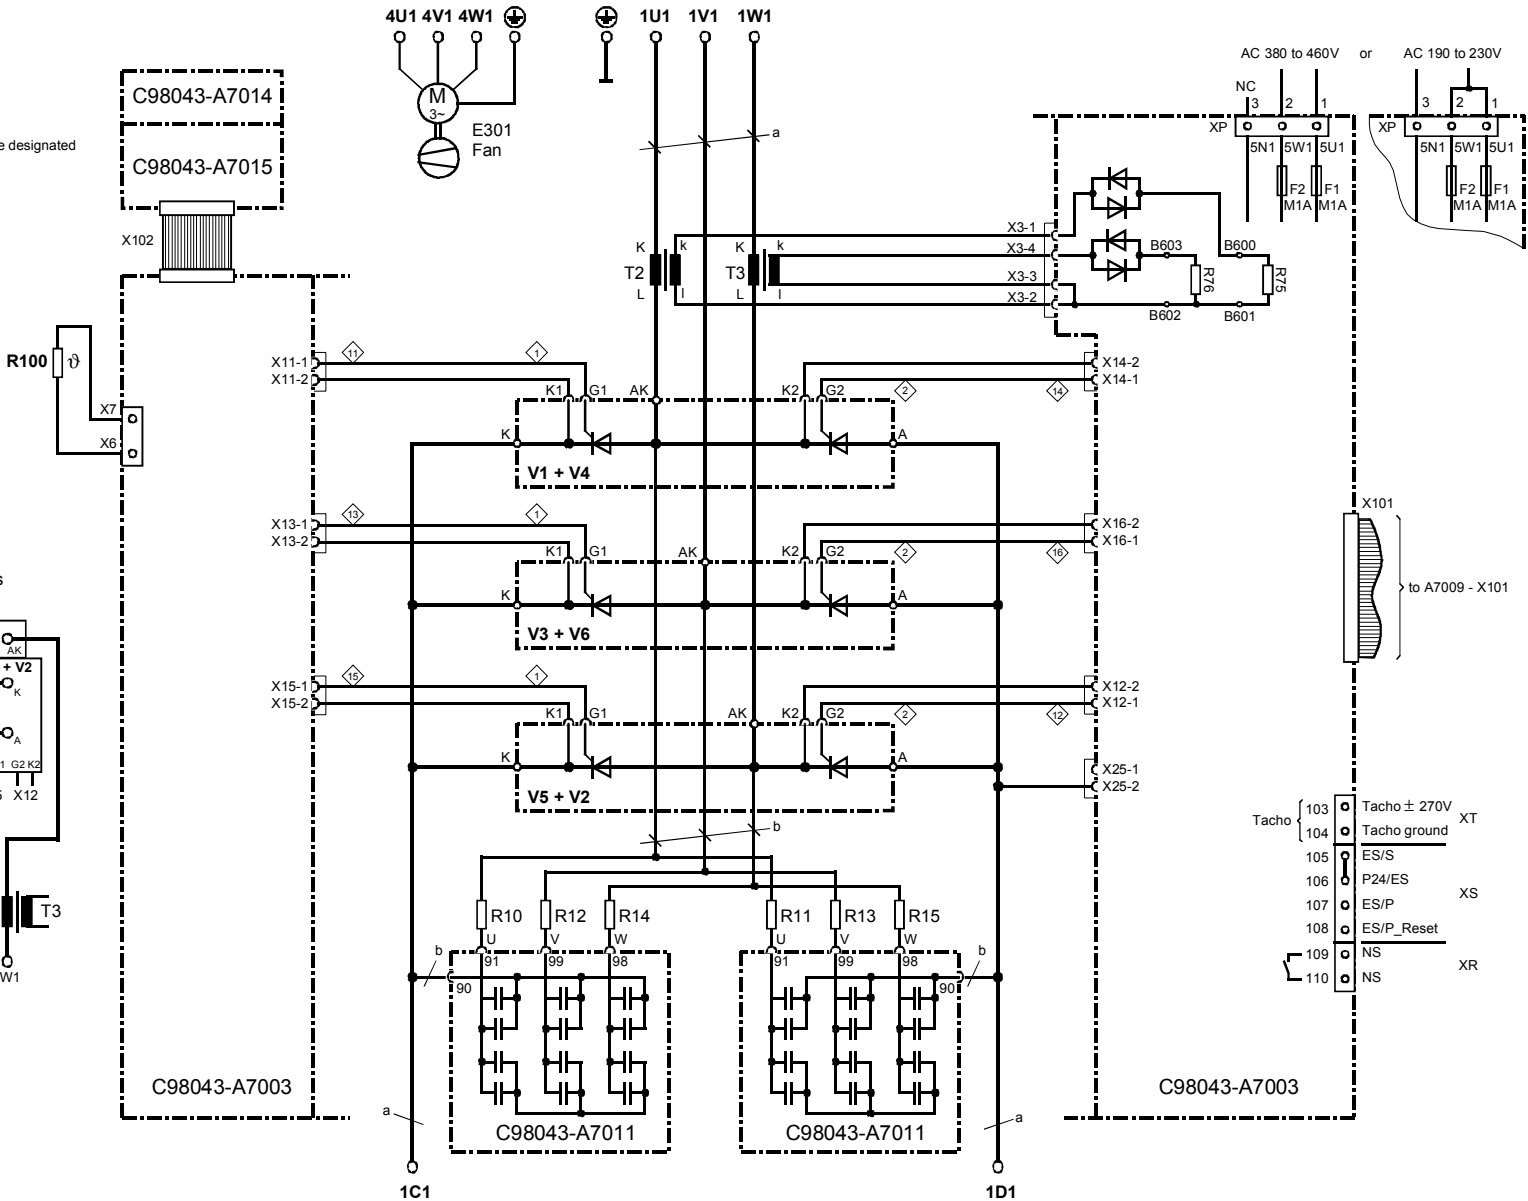 4U1 4V1 4W1
1U1 1V1 1W1
AC 380 to 460V or AC 190 to 230V
C98043-A7014
M
3~
E301
Fan
NC
3 2 1
3 2 1
a
XP
XP
e designated
C98043-A7015
5N1 5W1 5U1
5N1 5W1 5U1
F2 F1
M1A M1A
F2 F1
M1A M1A
X102
X3-1
X3-4
X3-3
X3-2
K k
T2
L l
K k
T3
L l
B603 B600
R76
R75
B602 B601
R100
ϑ
X7
X6
X11-1
X11-2
11
1
K1 G1 AK K2 G2
2
14
X14-2
X14-1
K
A
V1 + V4
X13-1
X13-2
13
1
K1 G1 AK K2 G2
2
16
X16-2
X16-1
K
A
V3 + V6
X101
to A7009 - X101
s
AK
+ V2
K
A
1 G2 K2
X12
X15-1
X15-2
15
1
K1 G1 AK K2 G2
2
12
X12-2
X12-1
K
A
V5 + V2
X25-1
X25-2
b
Tacho
103 Tacho ± 270V
104 Tacho ground
XT
105 ES/S
106 P24/ES
107 ES/P
108 ES/P_Reset
XS
109 NS
110 NS
XR
T3
W1
R10 R12 R14
R11 R13 R15
U V W
91 99 98
U V W
91 99 98
b
90
90
b
C98043-A7003
C98043-A7003
a
a
C98043-A7011
C98043-A7011
1C1
1D1